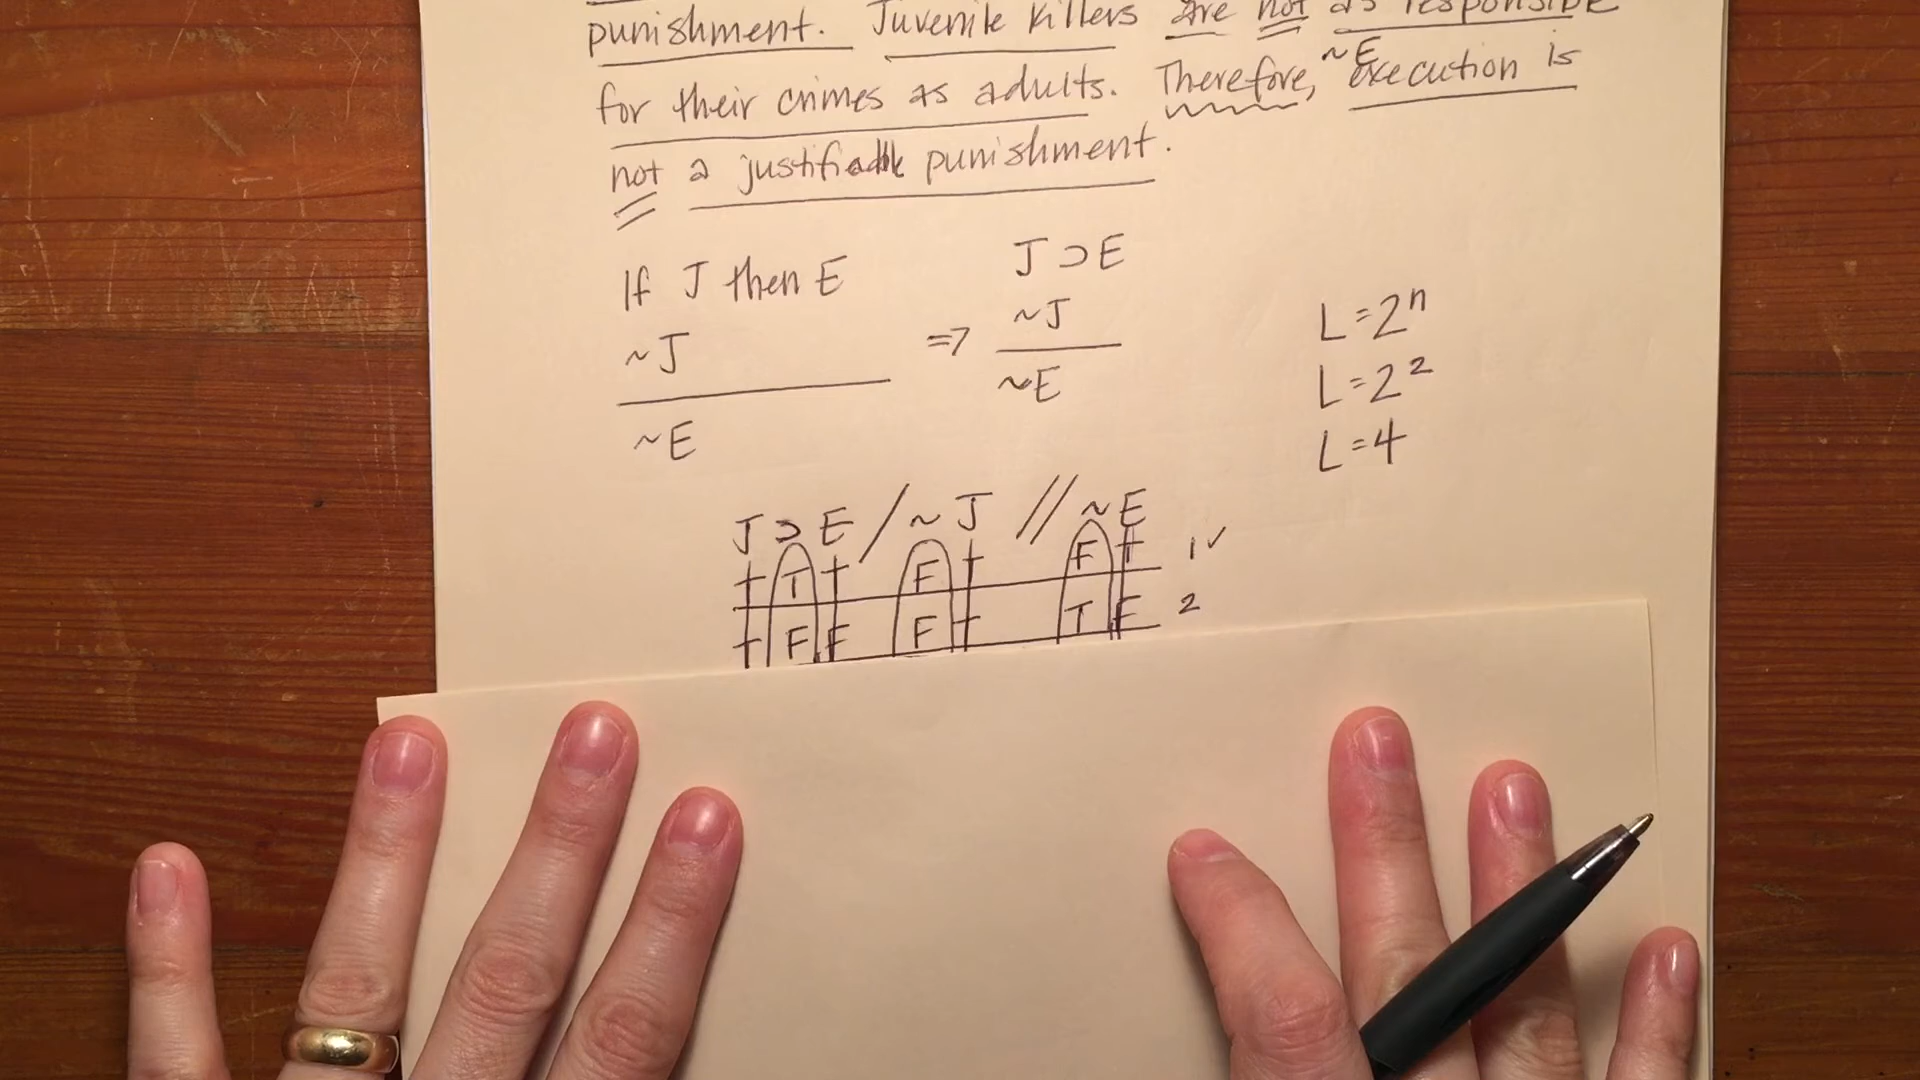 punishment. Juvenile killers are not as responsible
for their crimes as adults. Therefore, ~E execution is
not a justifiable punishment.
If J then E
~J
~E
=>
J ⊃ E
~J
~E
L=2ⁿ
L=2²
L=4
J ⊃ E / ~ J // ~ E
T T T F T F T 1 ✓
T F F F T T F 2